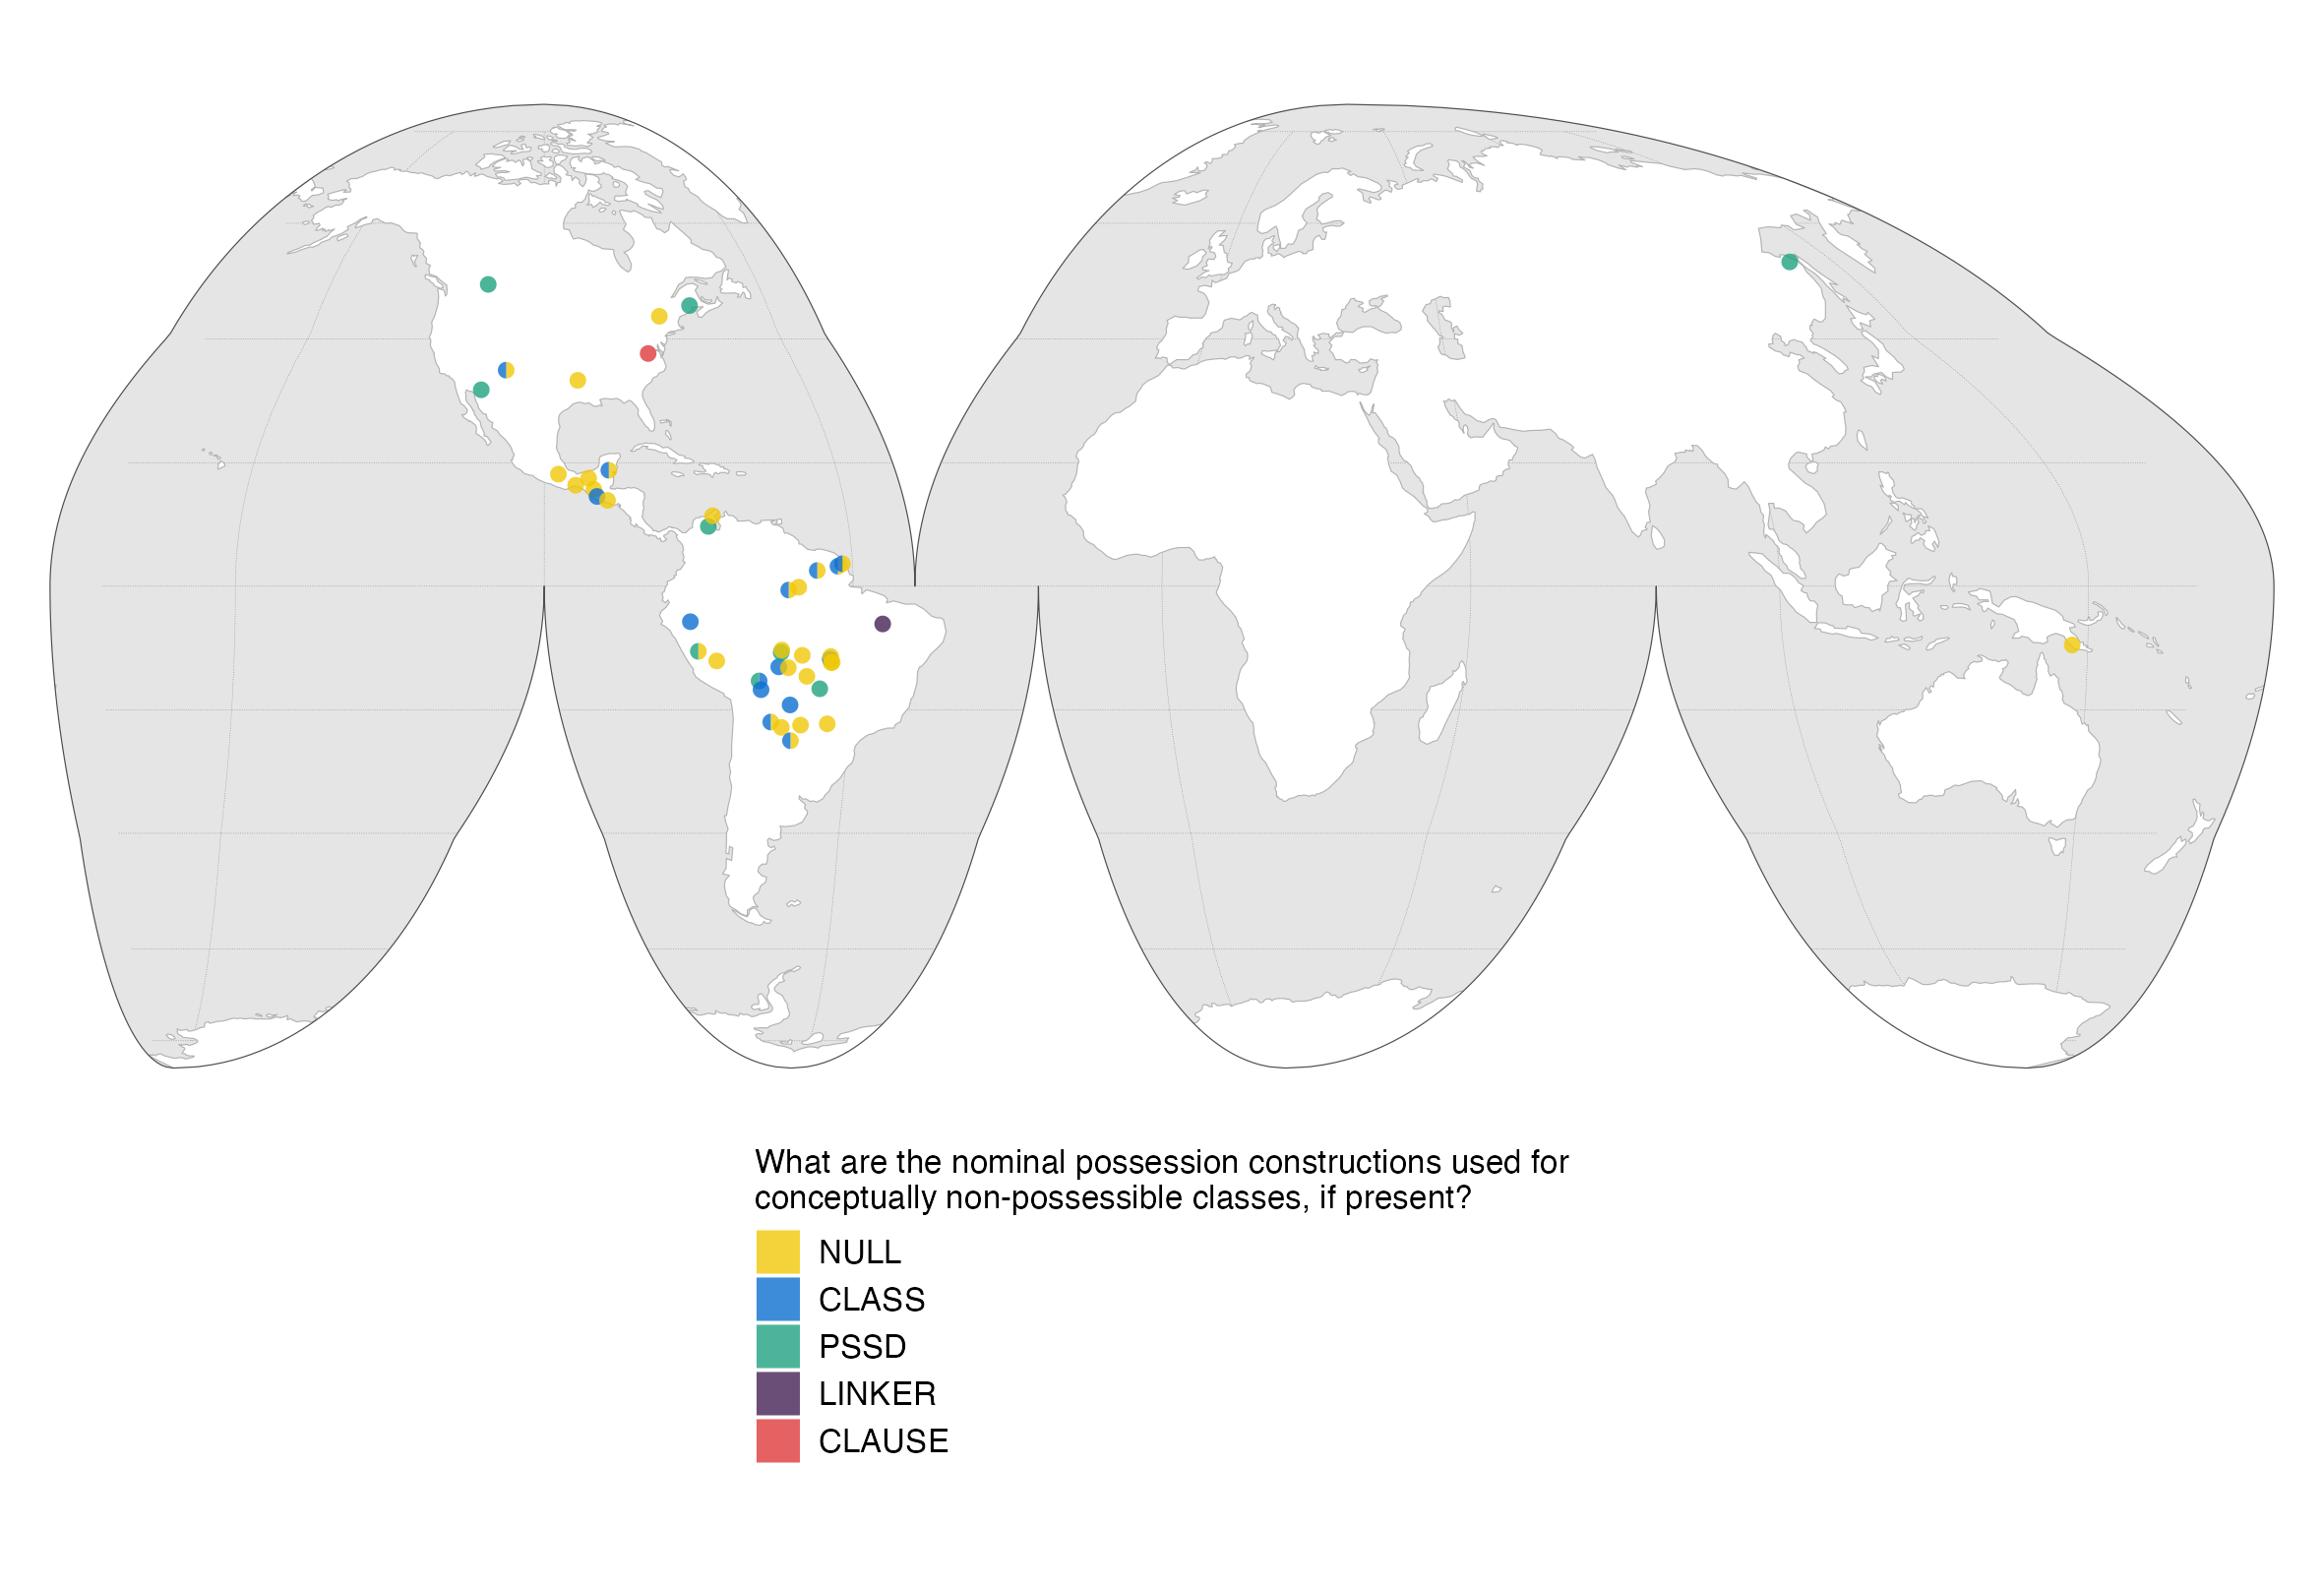 What are the nominal possession constructions used for
conceptually non-possessible classes, if present?
NULL
CLASS
PSSD
LINKER
CLAUSE